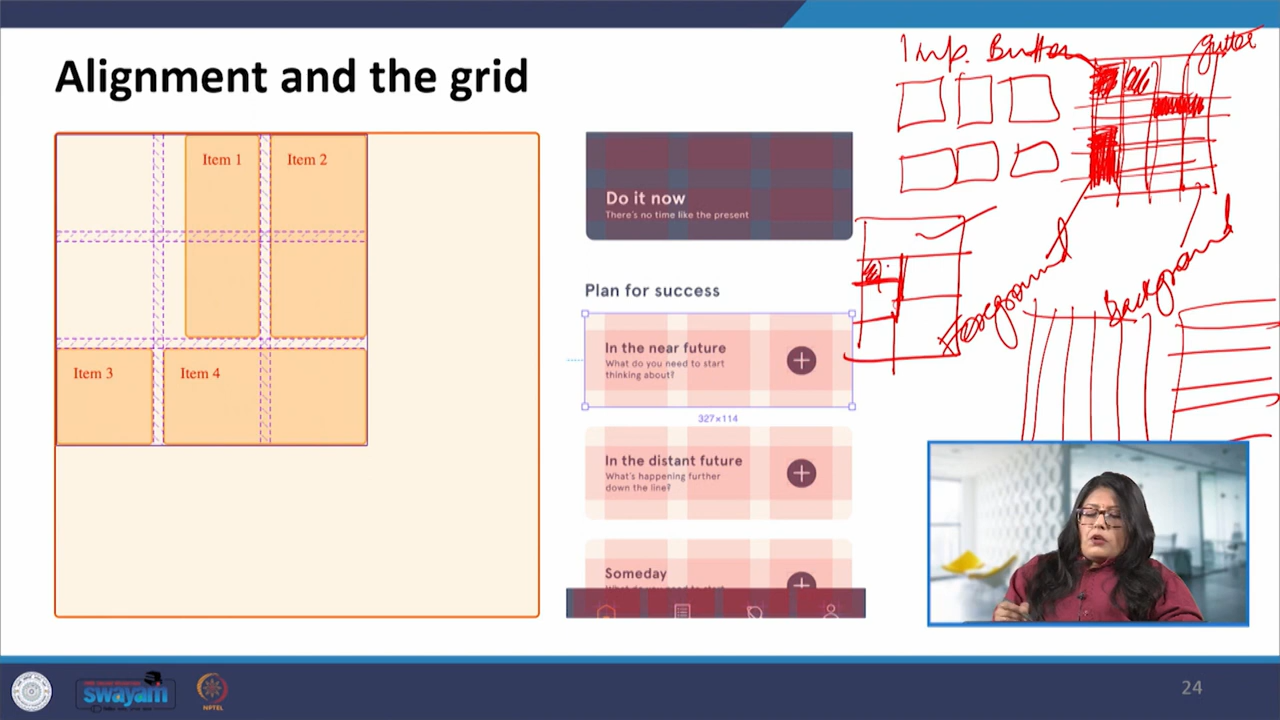 Alignment and the grid
Item 1
Item 2
Item 3
Item 4
Do it now
There's no time like the present
Plan for success
In the near future
What do you need to start
thinking about?
327×114
In the distant future
What's happening further
down the line?
Someday
Imp. Button
gutter
Foreground
Background
swayam
NPTEL
24